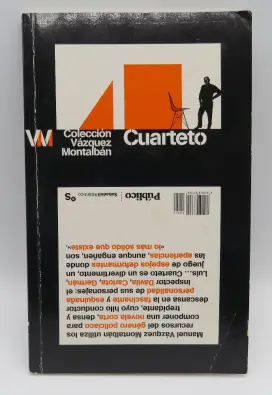 VM
Colección
Vázquez
Montalbán
Cuarteto
Manuel Vázquez Montalbán utiliza los
recursos del género policíaco para
componer una novela corta, densa y
trepidante, cuyo hilo conductor
descansa en la fascinante y esquinada
personalidad de sus personajes: el
inspector Dávila, Carlota, Germán,
Luis... Cuarteto es un divertimento, un
juego de espejos deformantes donde
las apariencias, aunque engañen, son
«lo más sólido que existe».
Público